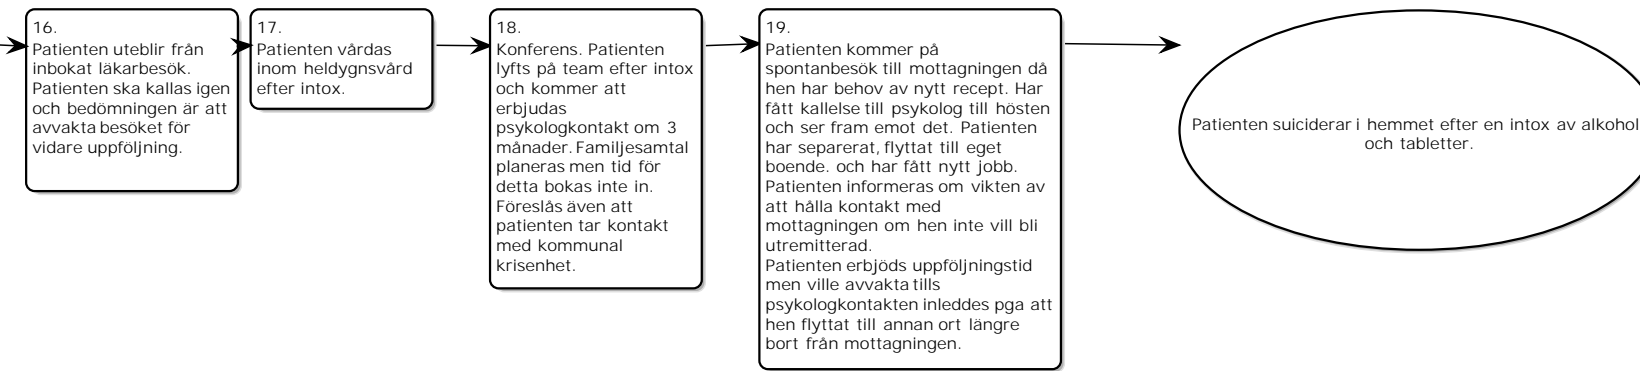 16.
Patienten uteblir från
inbokat läkarbesök.
Patienten ska kallas igen
och bedömningen är att
avvakta besöket för
vidare uppföljning.
17.
Patienten vårdas
inom heldygnsvård
efter intox.
18.
Konferens. Patienten
lyfts på team efter intox
och kommer att
erbjudas
psykologkontakt om 3
månader. Familjesamtal
planeras men tid för
detta bokas inte in.
Föreslås även att
patienten tar kontakt
med kommunal
krisenhet.
19.
Patienten kommer på
spontanbesök till mottagningen då
hen har behov av nytt recept. Har
fått kallelse till psykolog till hösten
och ser fram emot det. Patienten
har separerat, flyttat till eget
boende. och har fått nytt jobb.
Patienten informeras om vikten av
att hålla kontakt med
mottagningen om hen inte vill bli
utremitterad.
Patienten erbjöds uppföljningstid
men ville avvakta tills
psykologkontakten inleddes pga att
hen flyttat till annan ort längre
bort från mottagningen.
Patienten suiciderar i hemmet efter en intox av alkohol
och tabletter.